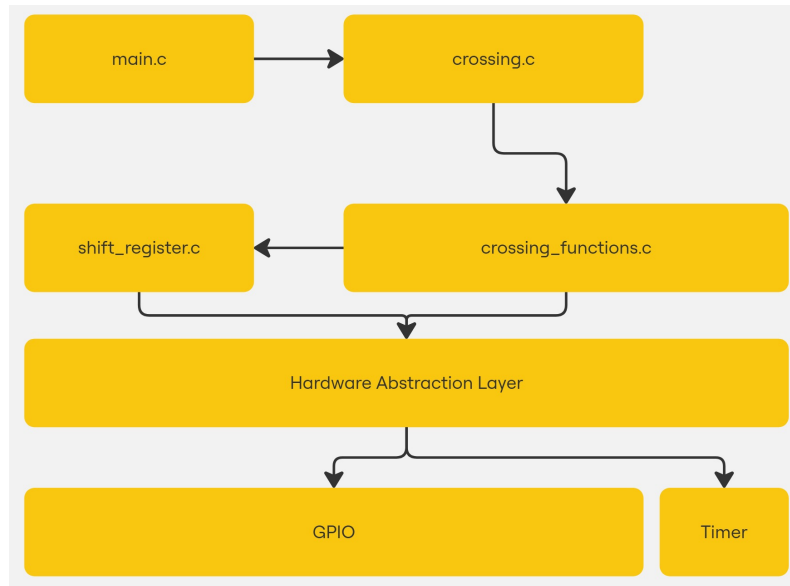 main.c
crossing.c
shift_register.c
crossing_functions.c
Hardware Abstraction Layer
GPIO
Timer